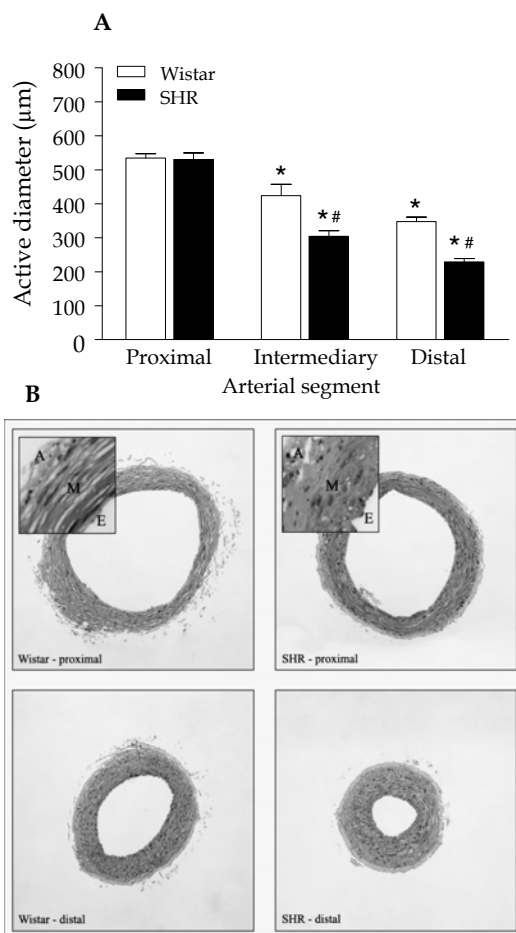 A
Active diameter (μm)
800
700
600
500
400
300
200
100
0
Wistar
SHR
*
* #
*
* #
Proximal Intermediary Distal
Arterial segment
B
A
M
E
Wistar - proximal
A
M
E
SHR - proximal
Wistar - distal
SHR - distal